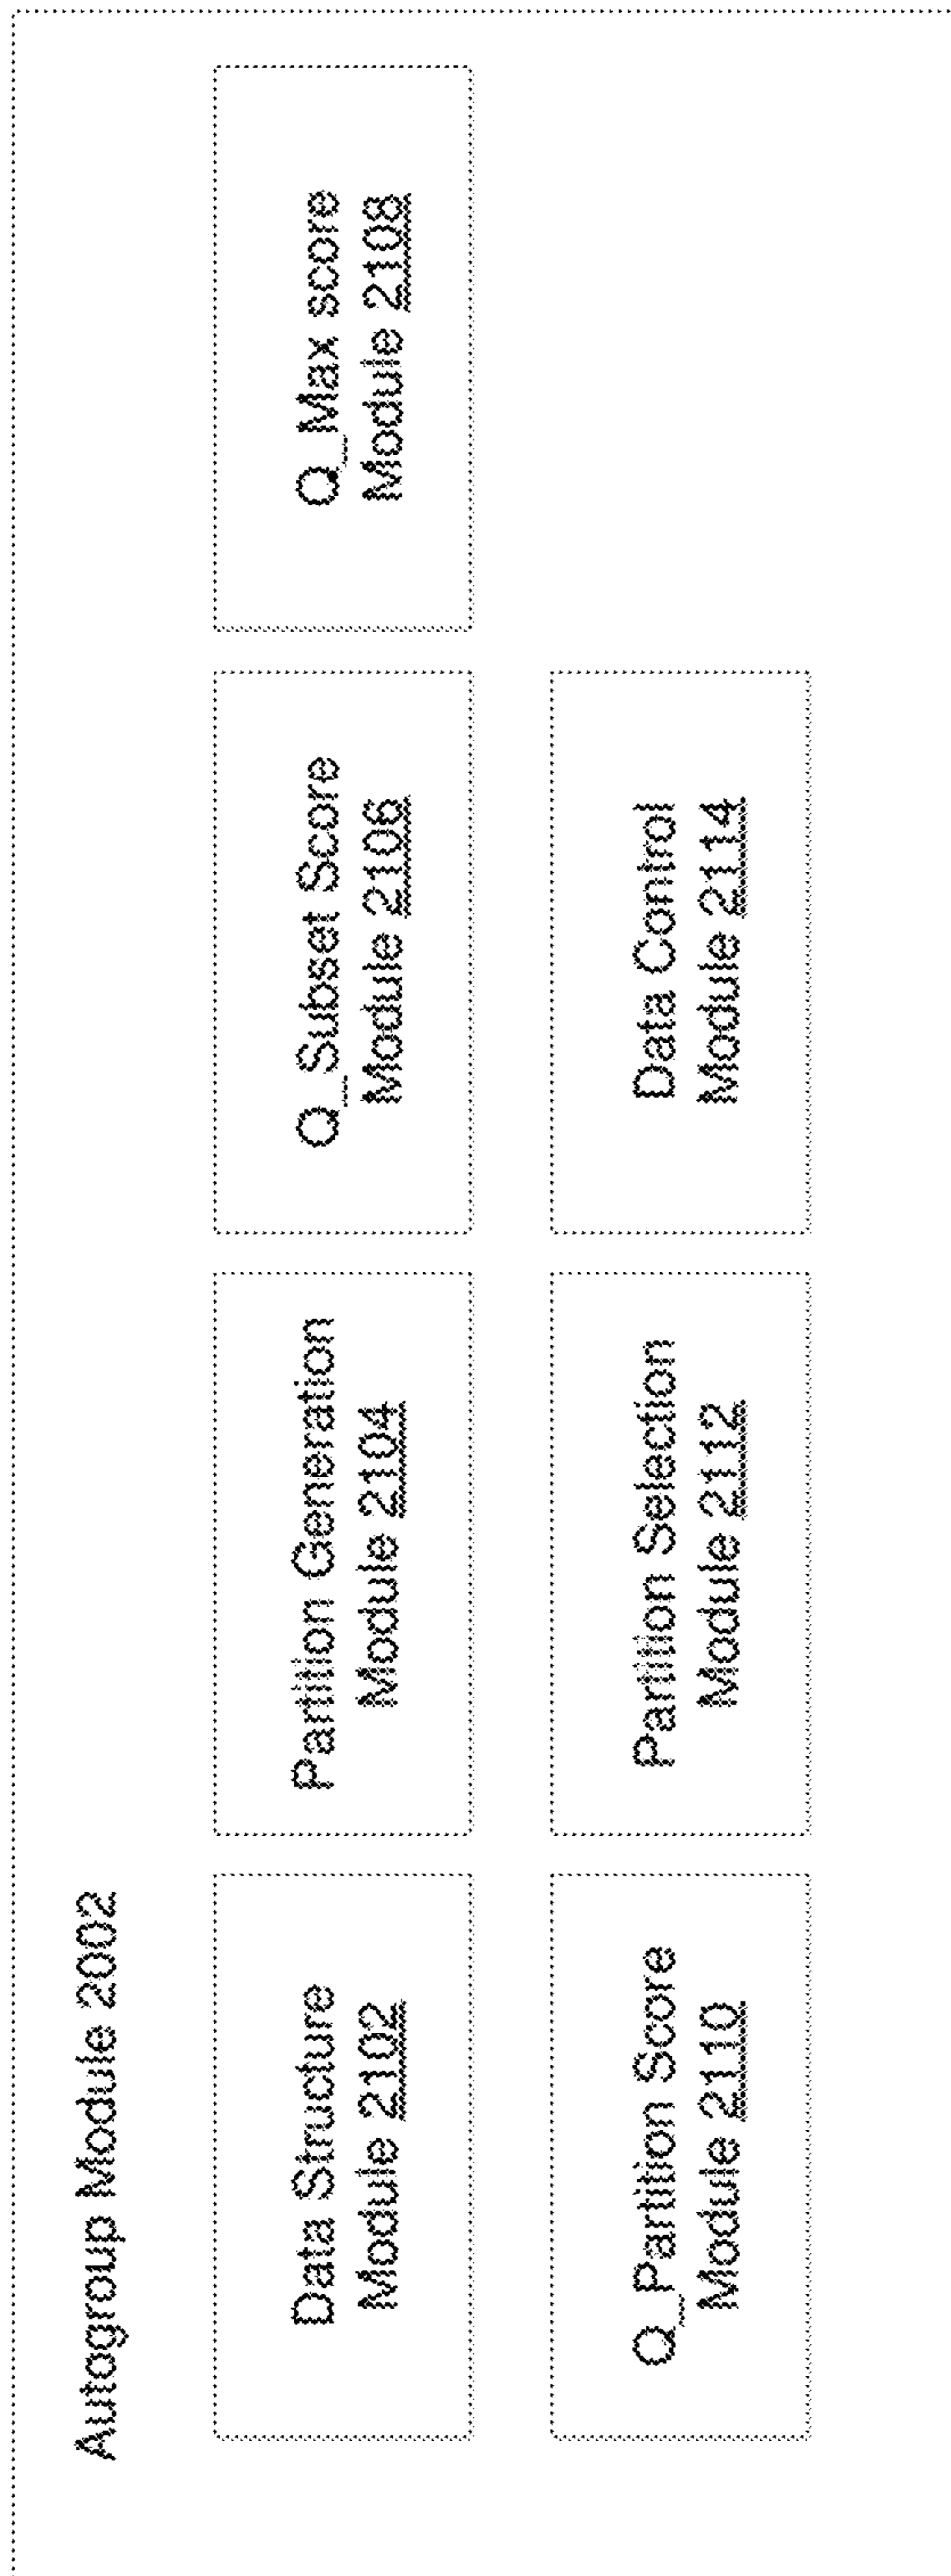 Autogroup Module 2002
Data Structure
Module 2102
Partition Generation
Module 2104
Q_Subset Score
Module 2106
Q_Max score
Module 2108
Q_Partition Score
Module 2110
Partition Selection
Module 2112
Data Control
Module 2114